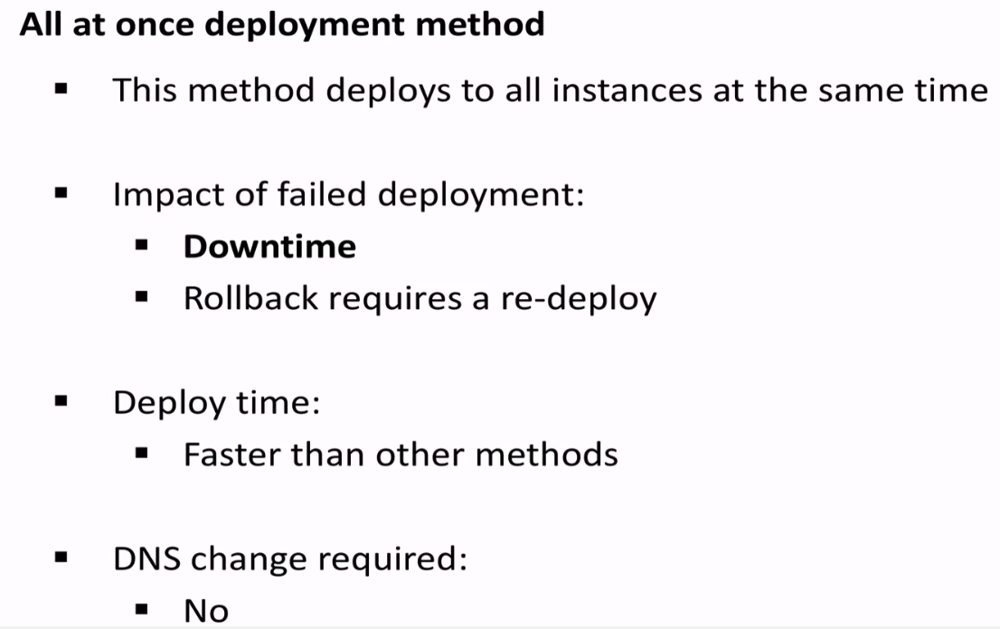 All at once deployment method
▪ This method deploys to all instances at the same time
▪ Impact of failed deployment:
▪ Downtime
▪ Rollback requires a re-deploy
▪ Deploy time:
▪ Faster than other methods
▪ DNS change required:
▪ No